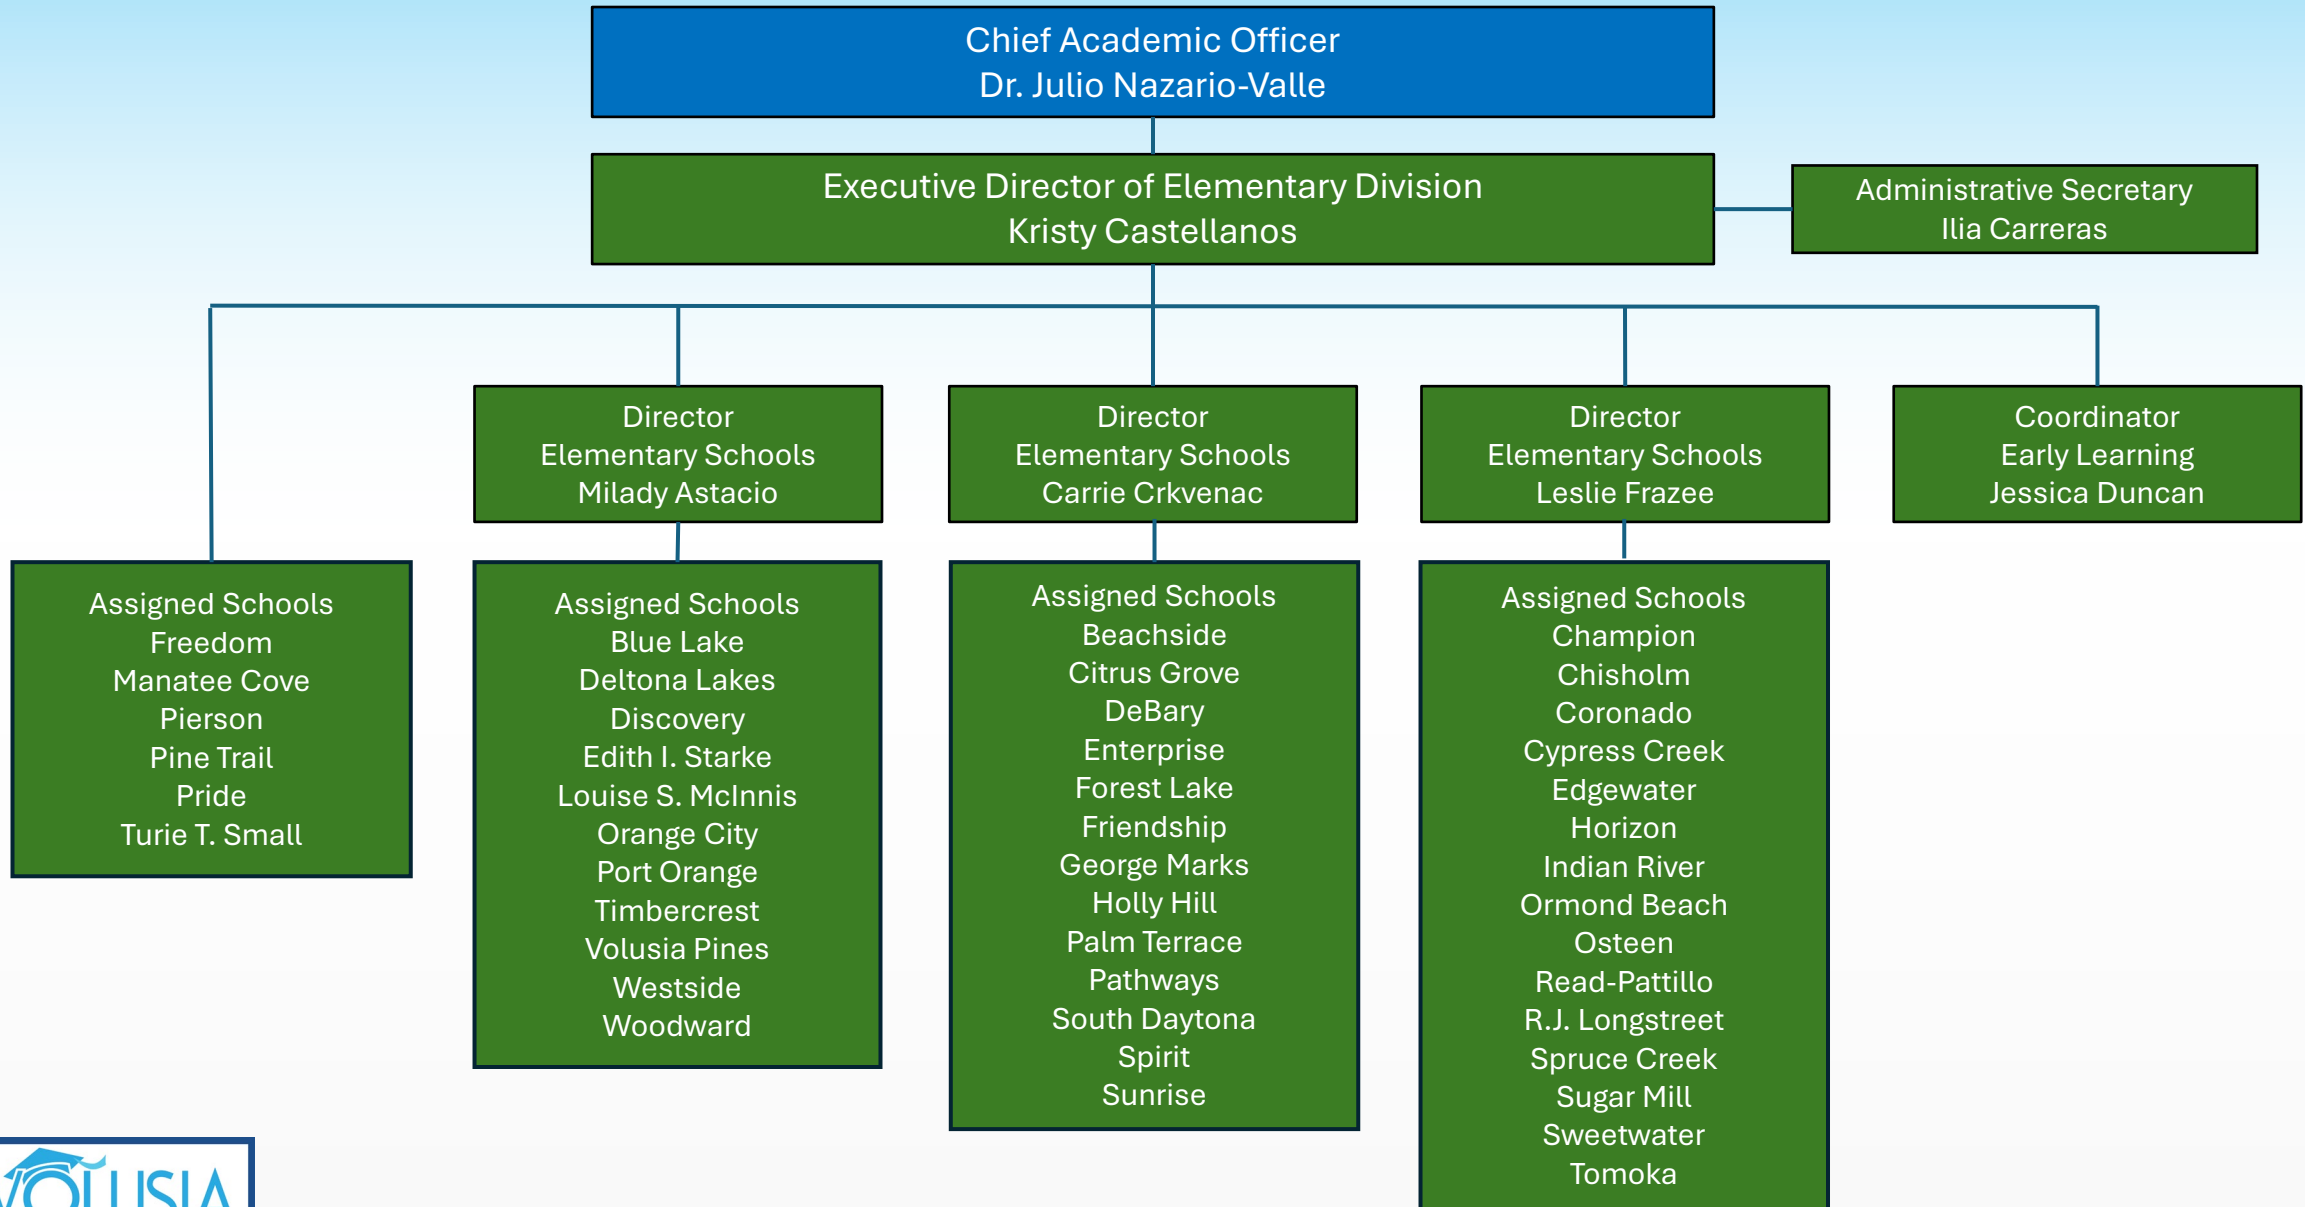 Chief Academic Officer
Dr. Julio Nazario-Valle
Executive Director of Elementary Division
Kristy Castellanos
Administrative Secretary
Ilia Carreras
Director
Elementary Schools
Milady Astacio
Director
Elementary Schools
Carrie Crkvenac
Director
Elementary Schools
Leslie Frazee
Coordinator
Early Learning
Jessica Duncan
Assigned Schools
Freedom
Manatee Cove
Pierson
Pine Trail
Pride
Turie T. Small
Assigned Schools
Blue Lake
Deltona Lakes
Discovery
Edith I. Starke
Louise S. McInnis
Orange City
Port Orange
Timbercrest
Volusia Pines
Westside
Woodward
Assigned Schools
Beachside
Citrus Grove
DeBary
Enterprise
Forest Lake
Friendship
George Marks
Holly Hill
Palm Terrace
Pathways
South Daytona
Spirit
Sunrise
Assigned Schools
Champion
Chisholm
Coronado
Cypress Creek
Edgewater
Horizon
Indian River
Ormond Beach
Osteen
Read-Pattillo
R.J. Longstreet
Spruce Creek
Sugar Mill
Sweetwater
Tomoka
VOLUSIA